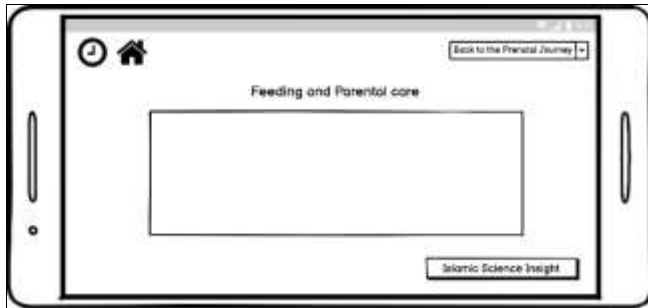 Back to the Prenatal Journey
Feeding and Parental care
Islamic Science Insight